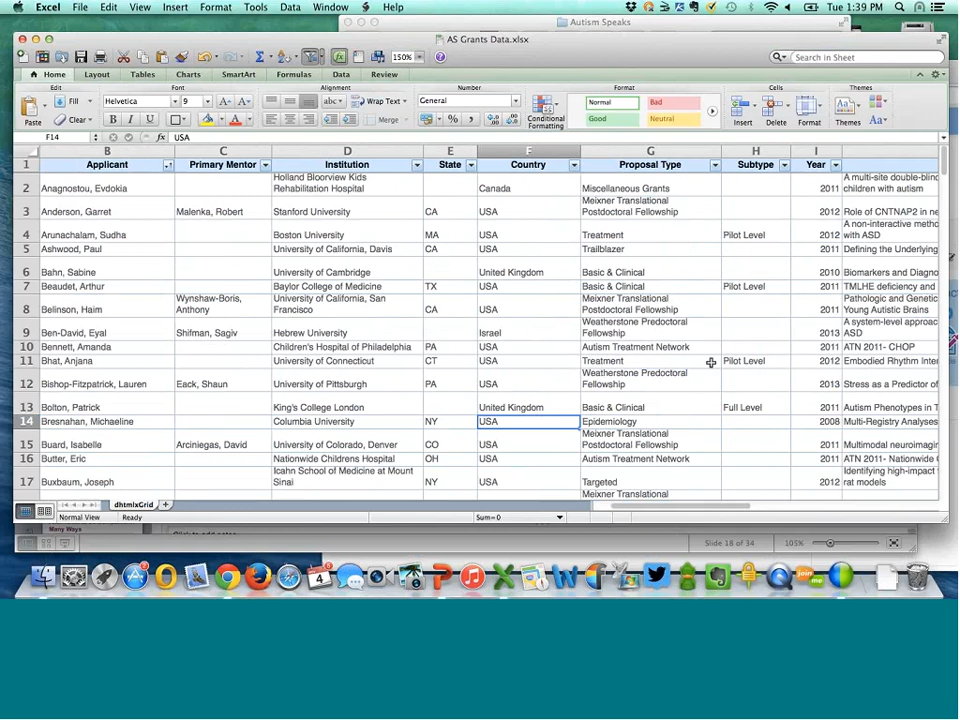 Excel File Edit View Insert Format Tools Data Window Help Tue 1:39 PM
Autism Speaks
AS Grants Data.xlsx
150% Search in Sheet
Home Layout Tables Charts SmartArt Formulas Data Review
Edit Font Alignment Number Format Cells Themes
Fill Helvetica 9 abc Wrap Text General Normal Bad
Paste Clear B I U A Merge % Conditional Formatting Good Neutral Insert Delete Format Themes Aa
F14 fx USA
B C D E F G H I
1 Applicant Primary Mentor Institution State Country Proposal Type Subtype Year
2 Anagnostou, Evdokia Holland Bloorview Kids Rehabilitation Hospital Canada Miscellaneous Grants 2011 A multi-site double-blind children with autism
3 Anderson, Garret Malenka, Robert Stanford University CA USA Meixner Translational Postdoctoral Fellowship 2012 Role of CNTNAP2 in ne
4 Arunachalam, Sudha Boston University MA USA Treatment Pilot Level 2011 A non-interactive metho with ASD
5 Ashwood, Paul University of California, Davis CA USA Trailblazer 2011 Defining the Underlying
6 Bahn, Sabine University of Cambridge United Kingdom Basic & Clinical 2010 Biomarkers and Diagno
7 Beaudet, Arthur Baylor College of Medicine TX USA Basic & Clinical Pilot Level 2011 TMLHE deficiency and
8 Belinson, Haim Wynshaw-Boris, Anthony University of California, San Francisco CA USA Meixner Translational Postdoctoral Fellowship 2011 Pathologic and Genetic Young Autistic Brains
9 Ben-David, Eyal Shifman, Sagiv Hebrew University Israel Weatherstone Predoctoral Fellowship 2013 A system-level approac of ASD
10 Bennett, Amanda Children's Hospital of Philadelphia PA USA Autism Treatment Network 2011 ATN 2011- CHOP
11 Bhat, Anjana University of Connecticut CT USA Treatment Pilot Level 2012 Embodied Rhythm Inter
12 Bishop-Fitzpatrick, Lauren Eack, Shaun University of Pittsburgh PA USA Weatherstone Predoctoral Fellowship 2013 Stress as a Predictor of
13 Bolton, Patrick King's College London United Kingdom Basic & Clinical Full Level 2011 Autism Phenotypes in T
14 Bresnahan, Michaeline Columbia University NY USA Epidemiology 2008 Multi-Registry Analyses
15 Buard, Isabelle Arciniegas, David University of Colorado, Denver CO USA Meixner Translational Postdoctoral Fellowship 2011 Multimodal neuroimagin
16 Butter, Eric Nationwide Childrens Hospital OH USA Autism Treatment Network 2011 ATN 2011- Nationwide C
17 Buxbaum, Joseph Icahn School of Medicine at Mount Sinai NY USA Targeted 2012 Identifying high-impact rat models
Meixner Translational
dhtmlxGrid
Normal View Ready Sum=0
Many Ways
Slide 18 of 34 105%
4
join me